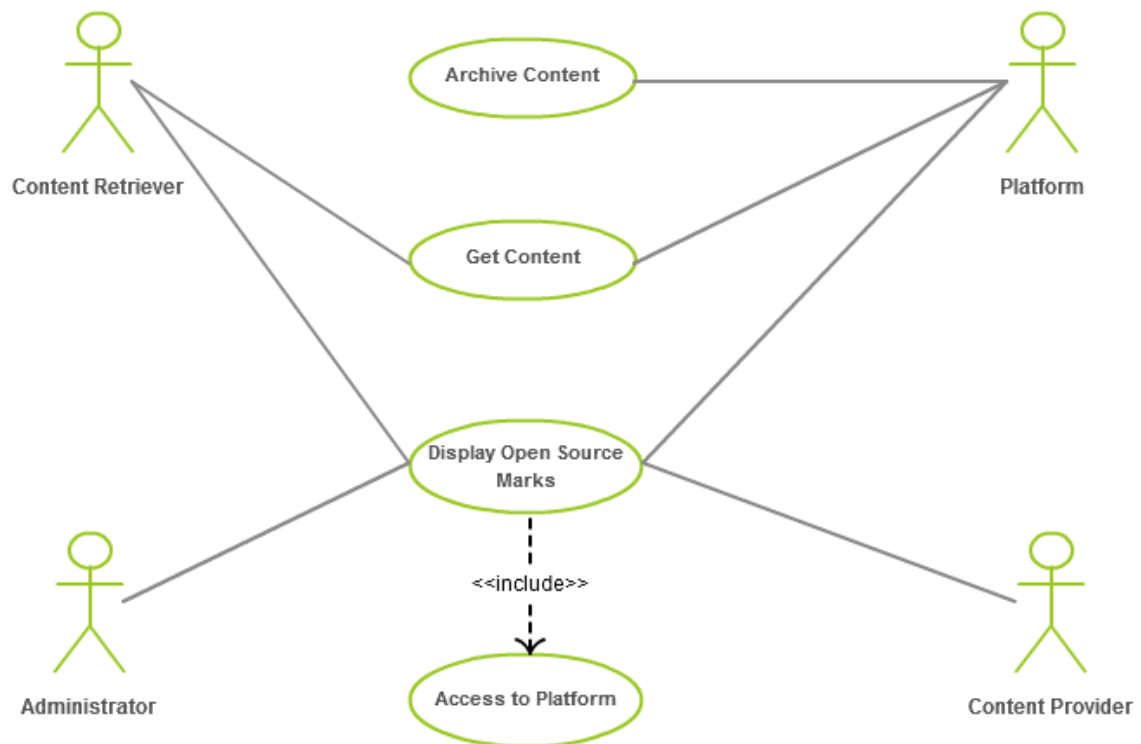 Archive Content
Content Retriever
Platform
Get Content
Display Open Source
Marks
<<include>>
Administrator
Access to Platform
Content Provider